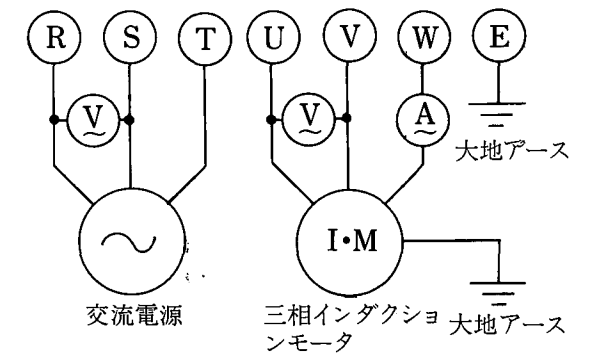 R S T U V W E
V V A
大地アース
I・M
交流電源
三相インダクショ
ンモータ
大地アース